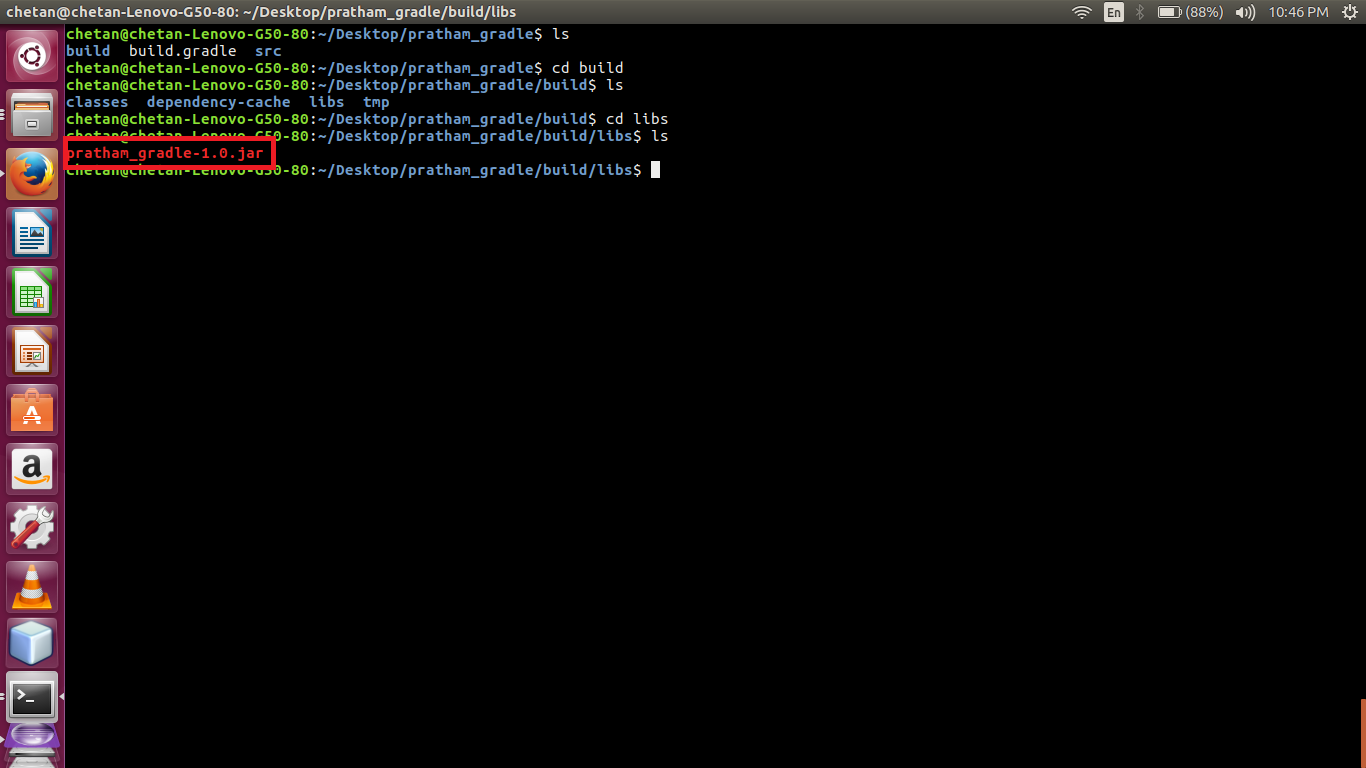 chetan@chetan-Lenovo-G50-80: ~/Desktop/pratham_gradle/build/libs
En
(88%)
10:46 PM
chetan@chetan-Lenovo-G50-80:~/Desktop/pratham_gradle$ ls
build  build.gradle  src
chetan@chetan-Lenovo-G50-80:~/Desktop/pratham_gradle$ cd build
chetan@chetan-Lenovo-G50-80:~/Desktop/pratham_gradle/build$ ls
classes  dependency-cache  libs  tmp
chetan@chetan-Lenovo-G50-80:~/Desktop/pratham_gradle/build$ cd libs
chetan@chetan-Lenovo-G50-80:~/Desktop/pratham_gradle/build/libs$ ls
pratham_gradle-1.0.jar
chetan@chetan-Lenovo-G50-80:~/Desktop/pratham_gradle/build/libs$